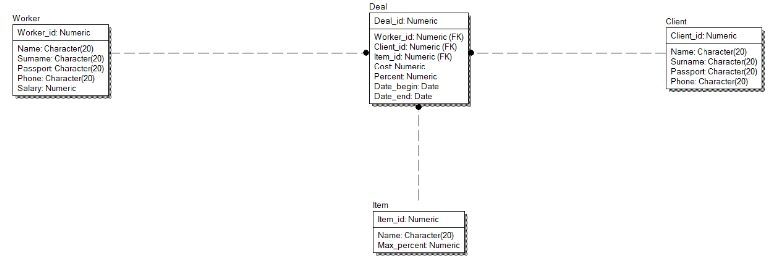 Worker
Worker_id: Numeric
Name: Character(20)
Surname: Character(20)
Passport: Character(20)
Phone: Character(20)
Salary: Numeric
Deal
Deal_id: Numeric
Worker_id: Numeric (FK)
Client_id: Numeric (FK)
Item_id: Numeric (FK)
Cost: Numeric
Percent: Numeric
Date_begin: Date
Date_end: Date
Client
Client_id: Numeric
Name: Character(20)
Surname: Character(20)
Passport: Character(20)
Phone: Character(20)
Item
Item_id: Numeric
Name: Character(20)
Max_percent: Numeric